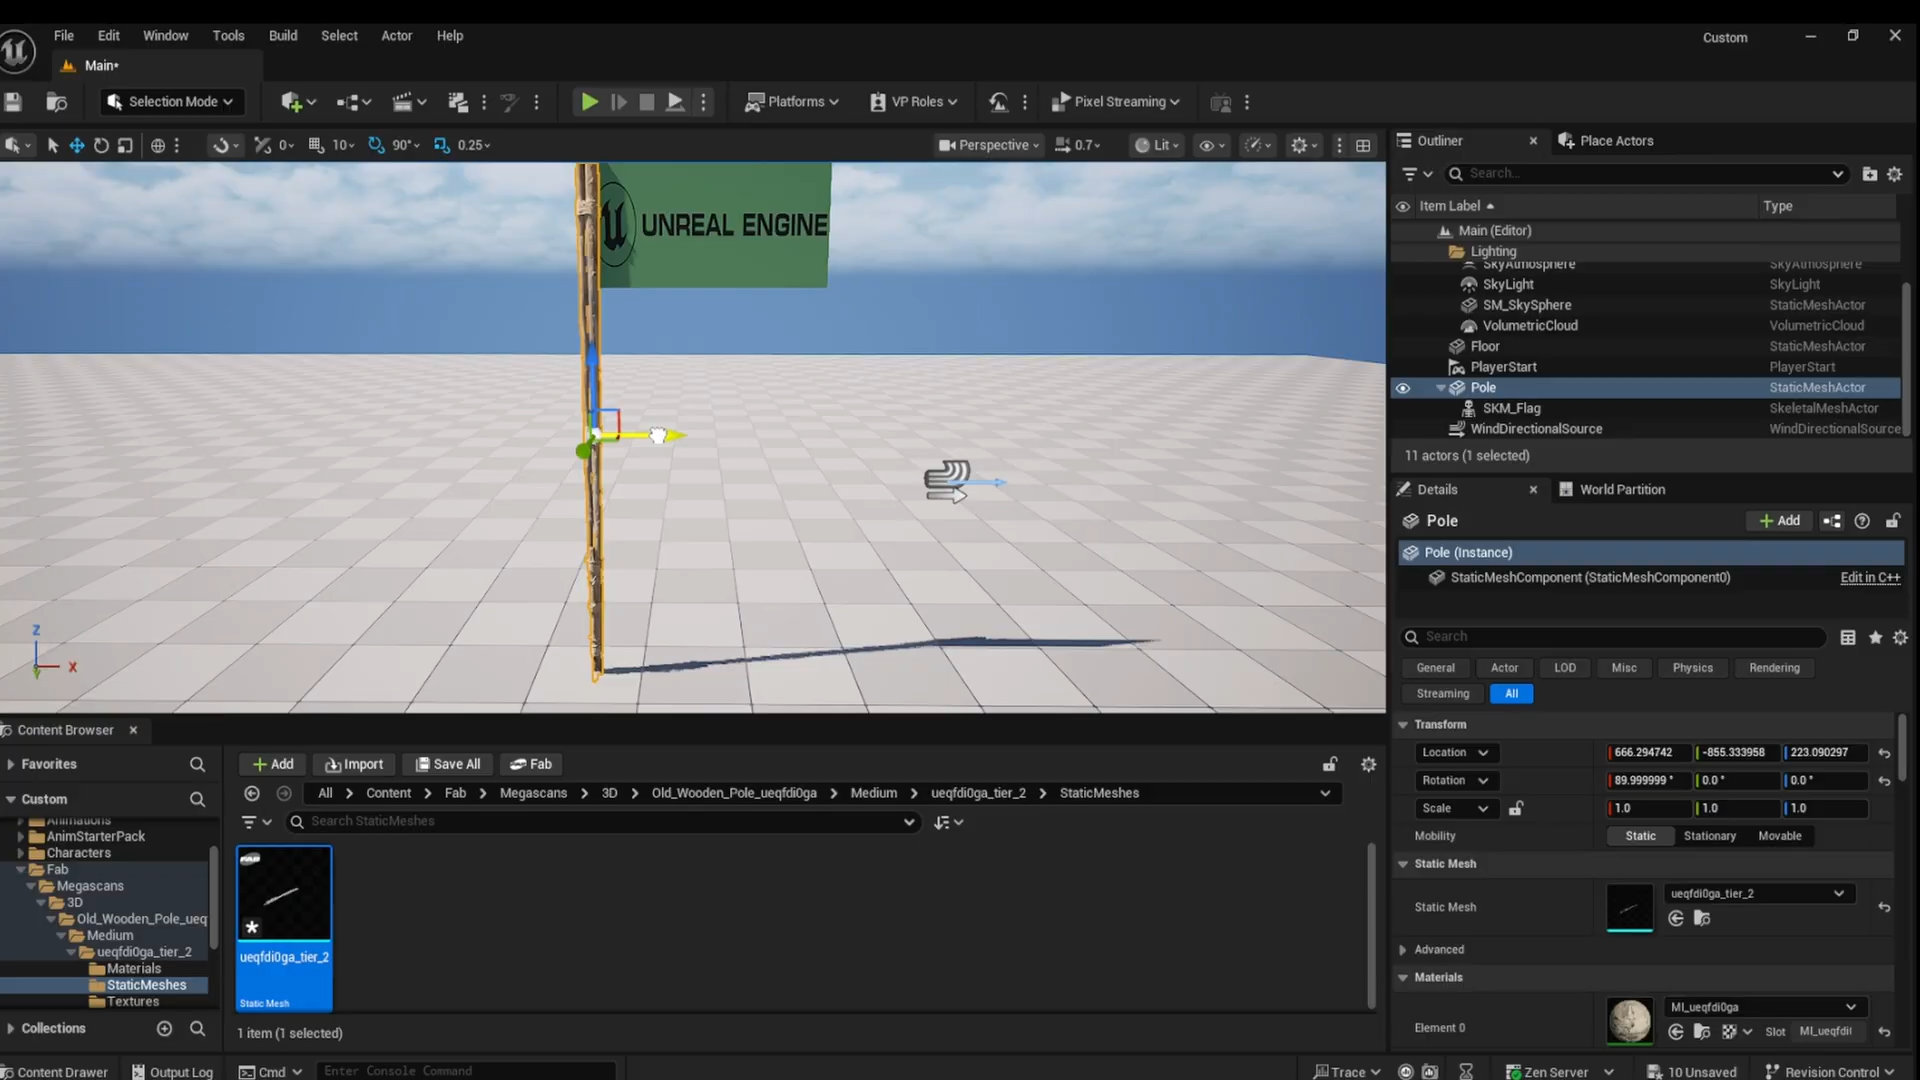 File Edit Window Tools Build Select Actor Help
Custom
Main*
Selection Mode
Platforms
VP Roles
Pixel Streaming
0
10
90°
0.25
Perspective
0.7
Lit
UNREAL ENGINE
Z
X
Outliner
Place Actors
Search...
Item Label
Type
Main (Editor)
Lighting
SkyAtmosphere SkyAtmosphere
SkyLight SkyLight
SM_SkySphere StaticMeshActor
VolumetricCloud VolumetricCloud
Floor StaticMeshActor
PlayerStart PlayerStart
Pole StaticMeshActor
SKM_Flag SkeletalMeshActor
WindDirectionalSource WindDirectionalSource
11 actors (1 selected)
Details
World Partition
Pole
Add
Pole (Instance)
StaticMeshComponent (StaticMeshComponent0) Edit in C++
Search
General Actor LOD Misc Physics Rendering
Streaming All
Transform
Location 666.294742 -855.333958 223.090297
Rotation 89.999999 ° 0.0 ° 0.0 °
Scale 1.0 1.0 1.0
Mobility Static Stationary Movable
Static Mesh
Static Mesh ueqfdi0ga_tier_2
Advanced
Materials
MI_ueqfdi0ga
Element 0 Slot MI_ueqfdi
Content Browser
Favorites
Custom
Animations
AnimStarterPack
Characters
Fab
Megascans
3D
Old_Wooden_Pole_ueq
Medium
ueqfdi0ga_tier_2
Materials
StaticMeshes
Textures
Collections
Add Import Save All Fab
All > Content > Fab > Megascans > 3D > Old_Wooden_Pole_ueqfdi0ga > Medium > ueqfdi0ga_tier_2 > StaticMeshes
Search StaticMeshes
ueqfdi0ga_tier_2
Static Mesh
1 item (1 selected)
Content Drawer Output Log Cmd Enter Console Command
Trace Zen Server 10 Unsaved Revision Control